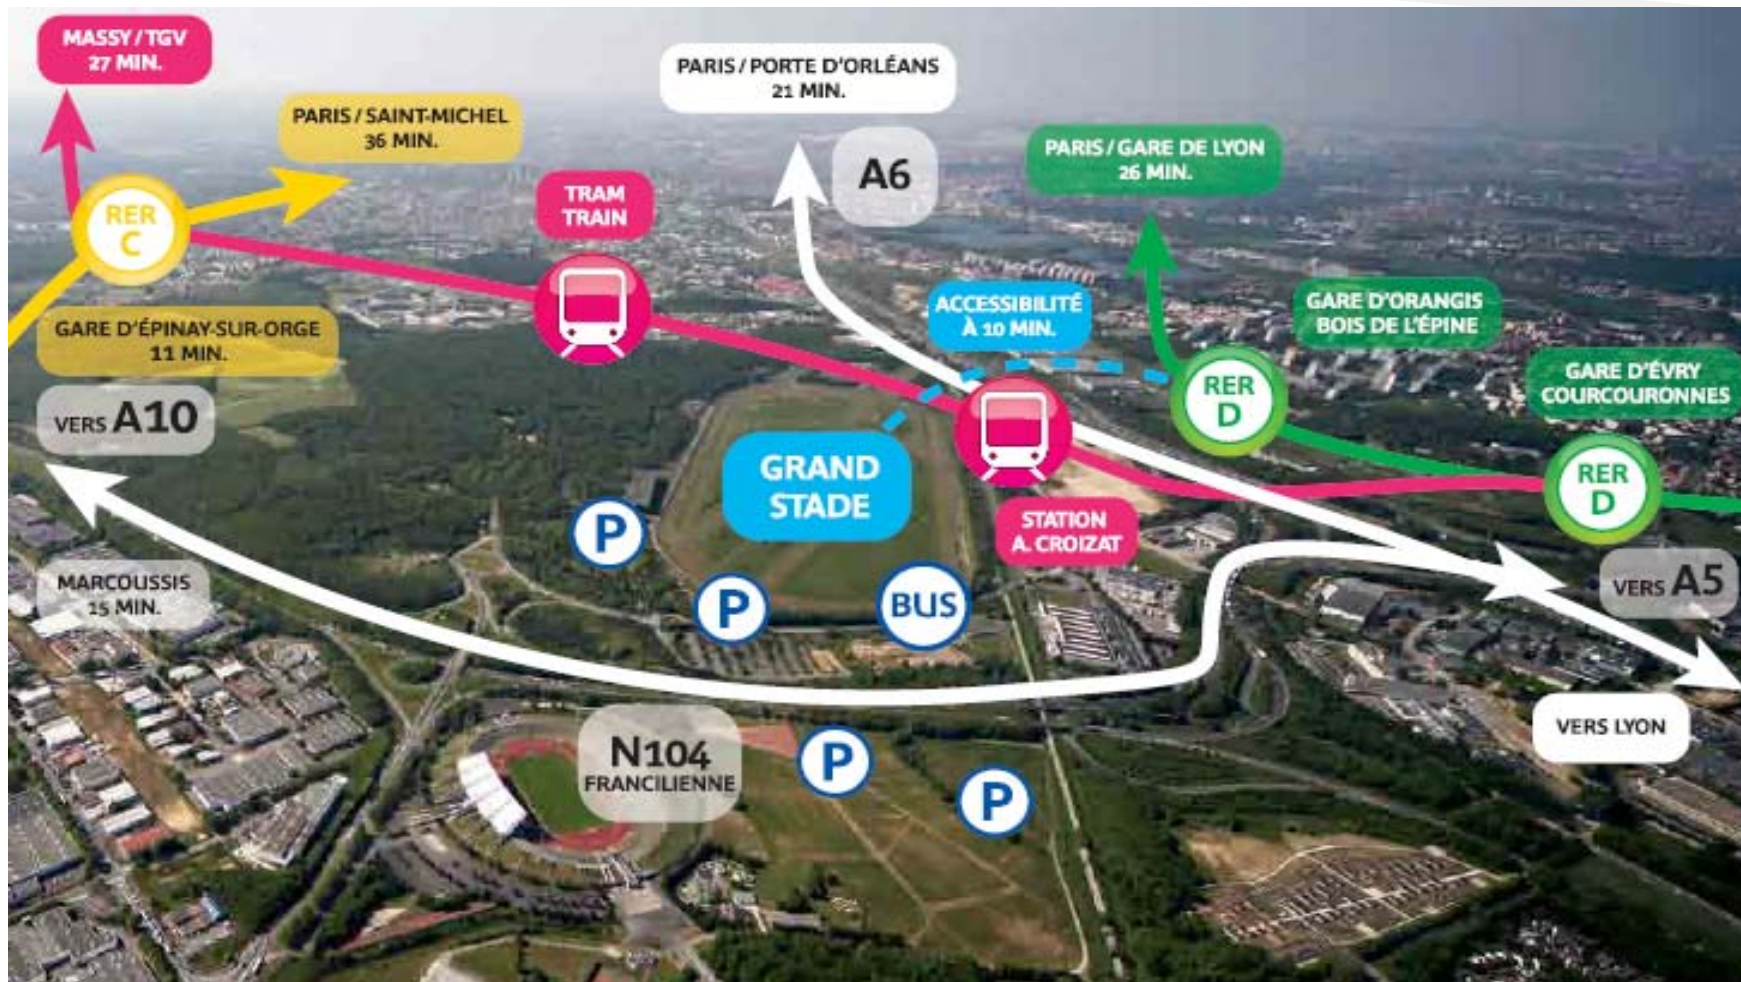 MASSY / TGV
27 MIN.
PARIS / SAINT-MICHEL
36 MIN.
PARIS / PORTE D'ORLÉANS
21 MIN.
A6
PARIS / GARE DE LYON
26 MIN.
RER
C
TRAM
TRAIN
GARE D'ÉPINAY-SUR-ORGE
11 MIN.
ACCESSIBILITÉ
À 10 MIN.
GARE D'ORANGIS
BOIS DE L'ÉPINE
RER
D
GARE D'ÉVRY
COURCOURONNES
RER
D
VERS A10
GRAND
STADE
STATION
A. CROIZAT
P
P
BUS
MARCOUSSIS
15 MIN.
VERS A5
VERS LYON
N104
FRANCILIENNE
P
P